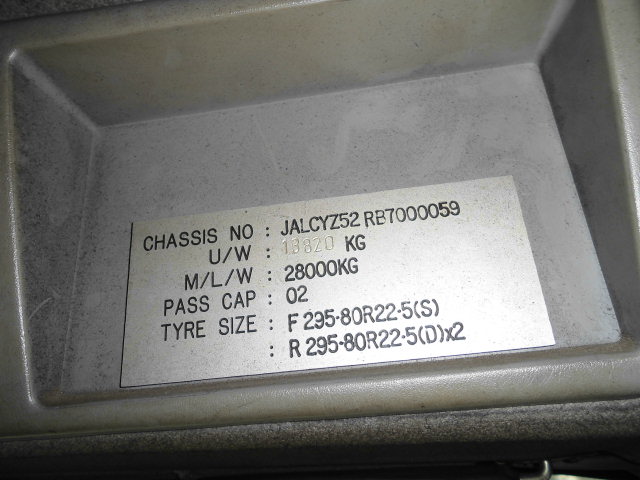 CHASSIS NO : JALCYZ52 RB7000059
U/W : 13820 KG
M/L/W : 28000KG
PASS CAP : 02
TYRE SIZE : F 295-80R22-5(S)
: R 295-80R22-5(D)x2